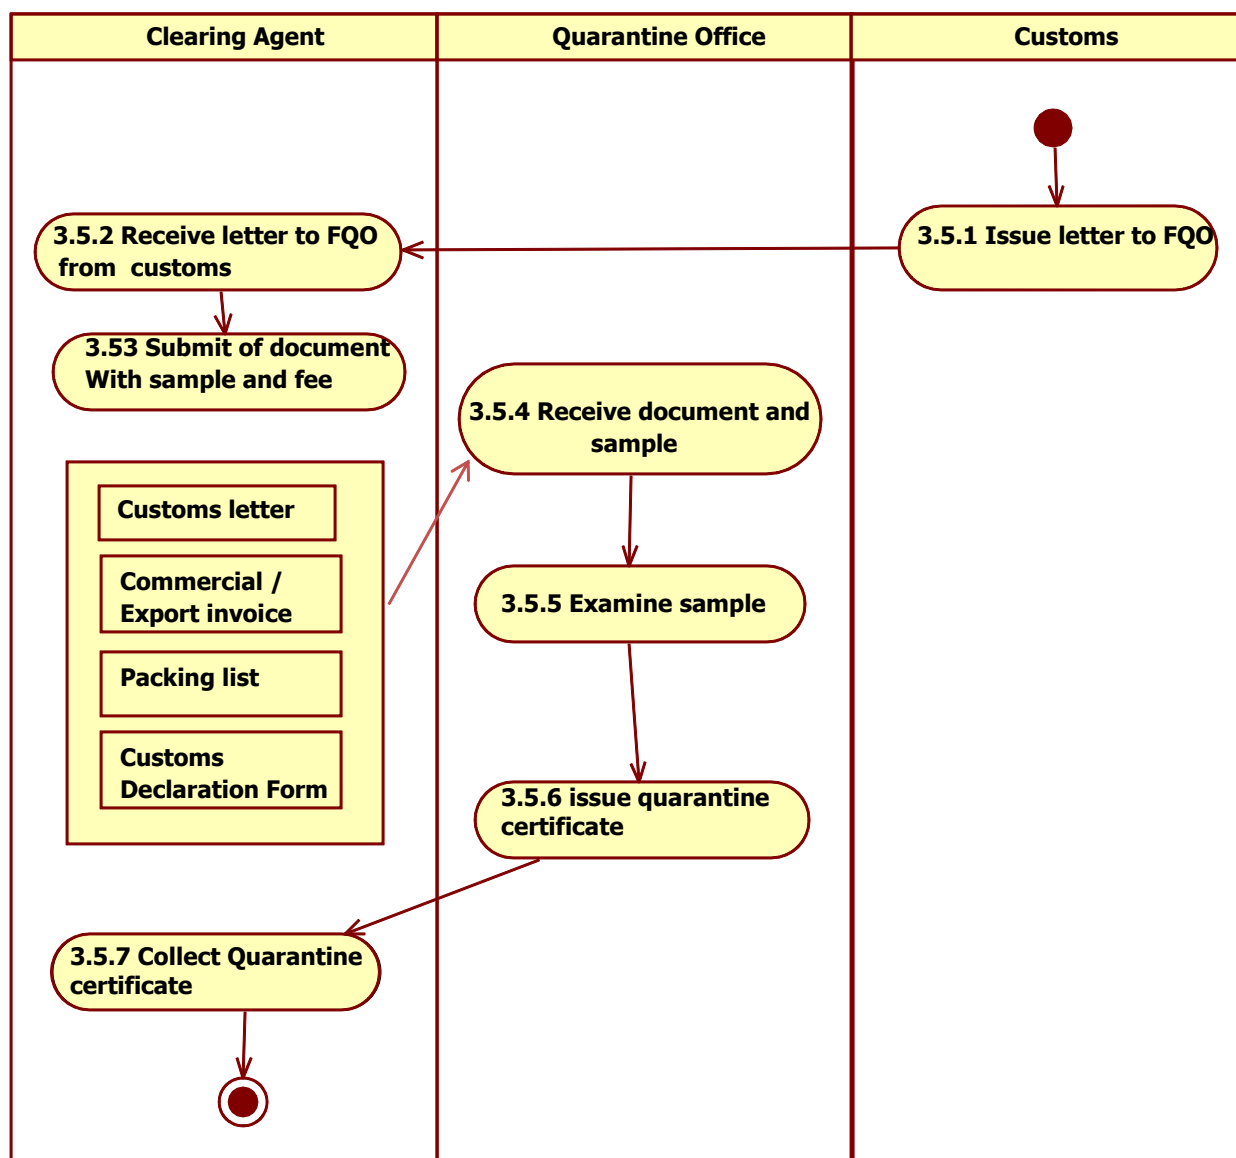 Clearing Agent
Quarantine Office
Customs
3.5.1 Issue letter to FQO
3.5.2 Receive letter to FQO
from customs
3.53 Submit of document
With sample and fee
3.5.4 Receive document and
sample
Customs letter
Commercial /
Export invoice
Packing list
Customs
Declaration Form
3.5.5 Examine sample
3.5.6 issue quarantine
certificate
3.5.7 Collect Quarantine
certificate